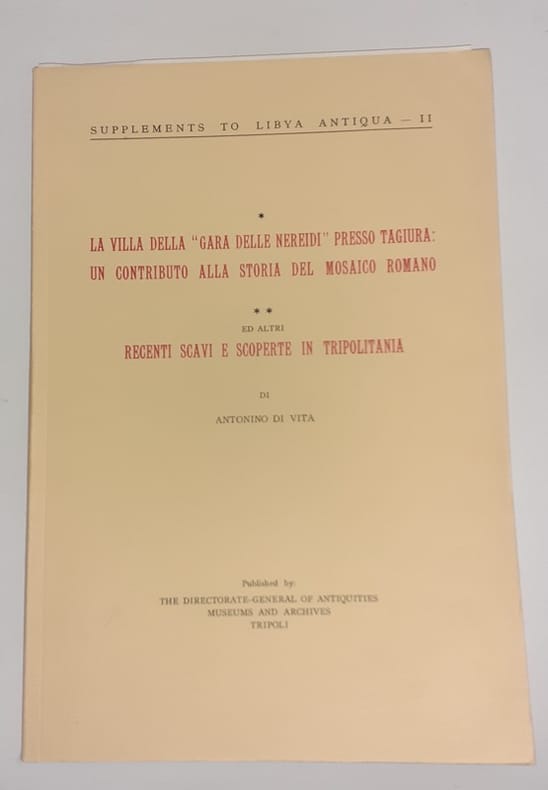 SUPPLEMENTS TO LIBYA ANTIQUA — II
*
LA VILLA DELLA "GARA DELLE NEREIDI" PRESSO TAGIURA:
UN CONTRIBUTO ALLA STORIA DEL MOSAICO ROMANO
* *
ED ALTRI
RECENTI SCAVI E SCOPERTE IN TRIPOLITANIA
DI
ANTONINO DI VITA
Published by:
THE DIRECTORATE-GENERAL OF ANTIQUITIES
MUSEUMS AND ARCHIVES
TRIPOLI